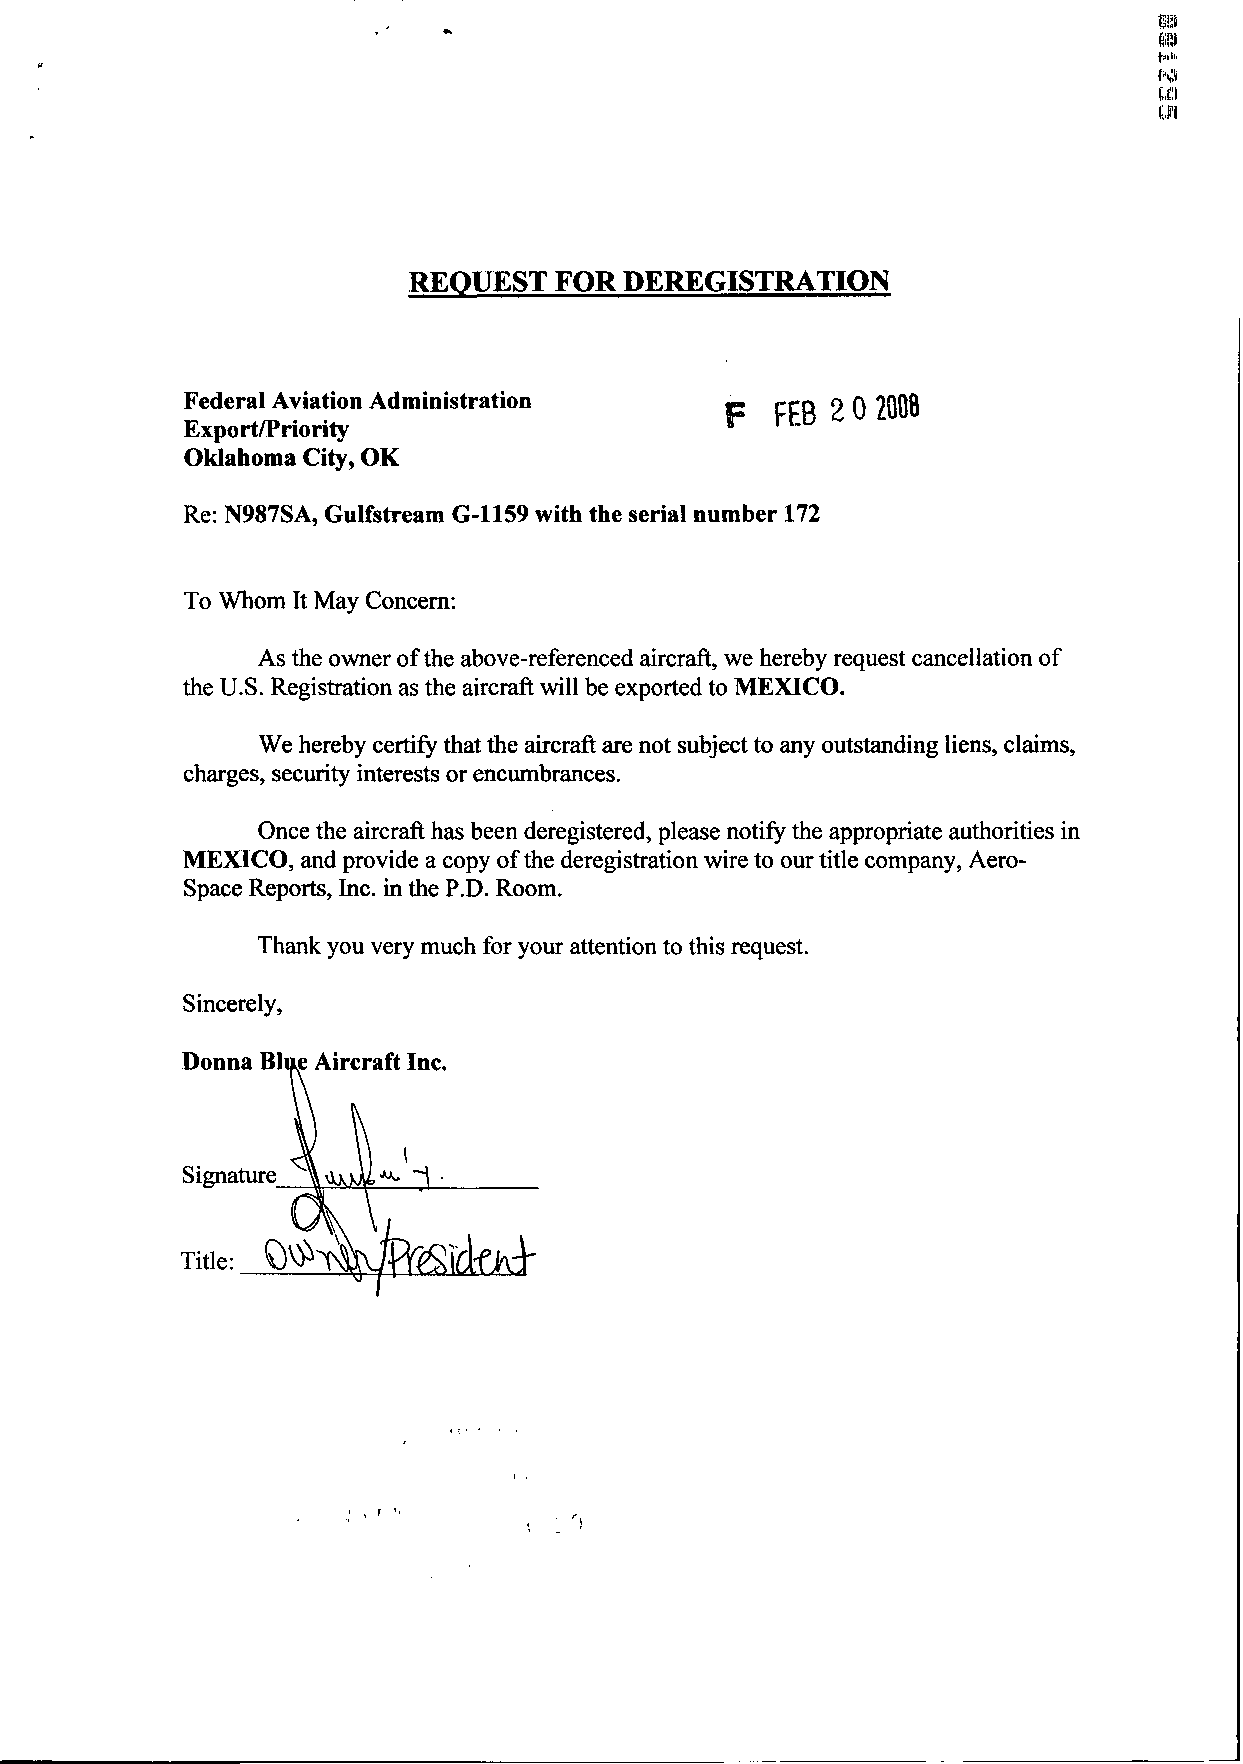 REQUEST FOR DEREGISTRATION
Federal Aviation Administration
Export/Priority
Oklahoma City, OK
F FEB 20 2008
Re: N987SA, Gulfstream G-1159 with the serial number 172
To Whom It May Concern:
As the owner of the above-referenced aircraft, we hereby request cancellation of
the U.S. Registration as the aircraft will be exported to MEXICO.
We hereby certify that the aircraft are not subject to any outstanding liens, claims,
charges, security interests or encumbrances.
Once the aircraft has been deregistered, please notify the appropriate authorities in
MEXICO, and provide a copy of the deregistration wire to our title company, Aero-
Space Reports, Inc. in the P.D. Room.
Thank you very much for your attention to this request.
Sincerely,
Donna Blue Aircraft Inc.
Signature
Title: Owner/President